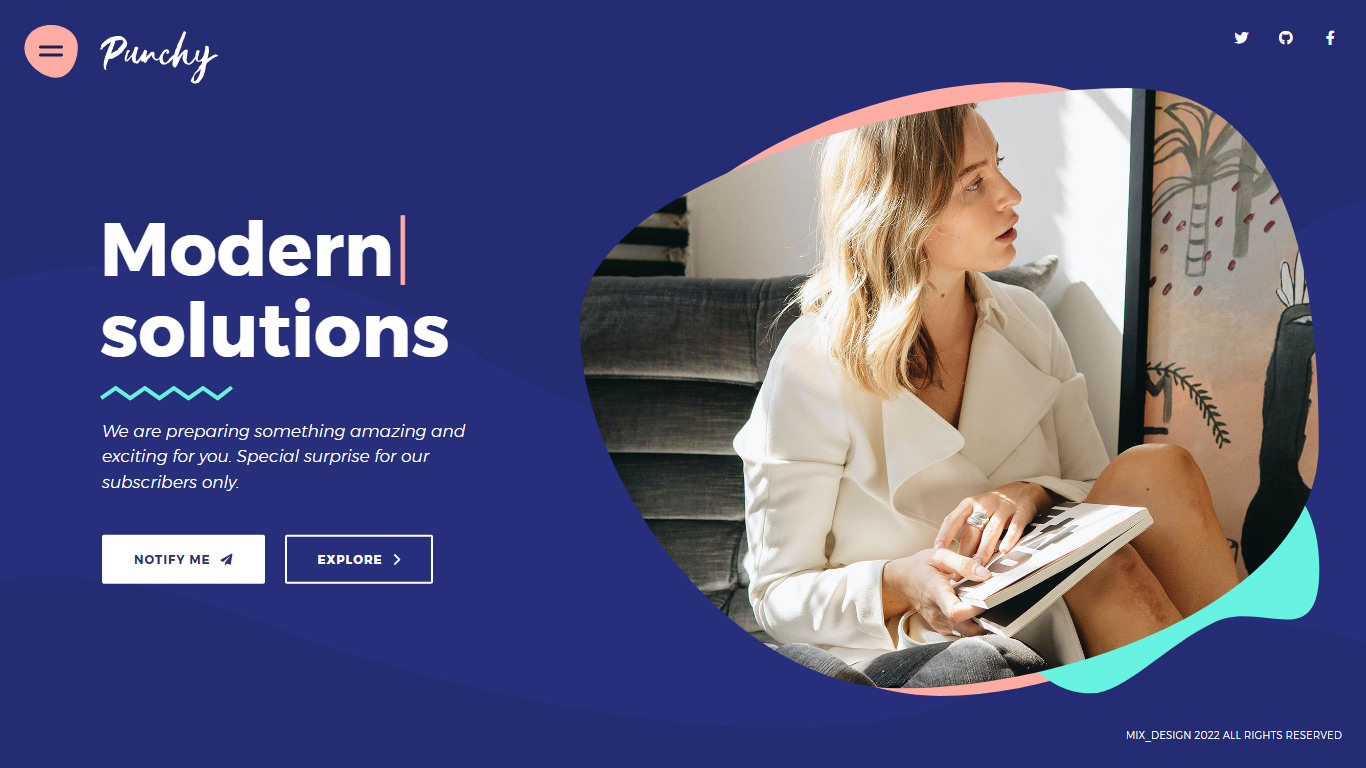 Punchy
Modern
solutions
We are preparing something amazing and
exciting for you. Special surprise for our
subscribers only.
NOTIFY ME
EXPLORE
MIX_DESIGN 2022 ALL RIGHTS RESERVED